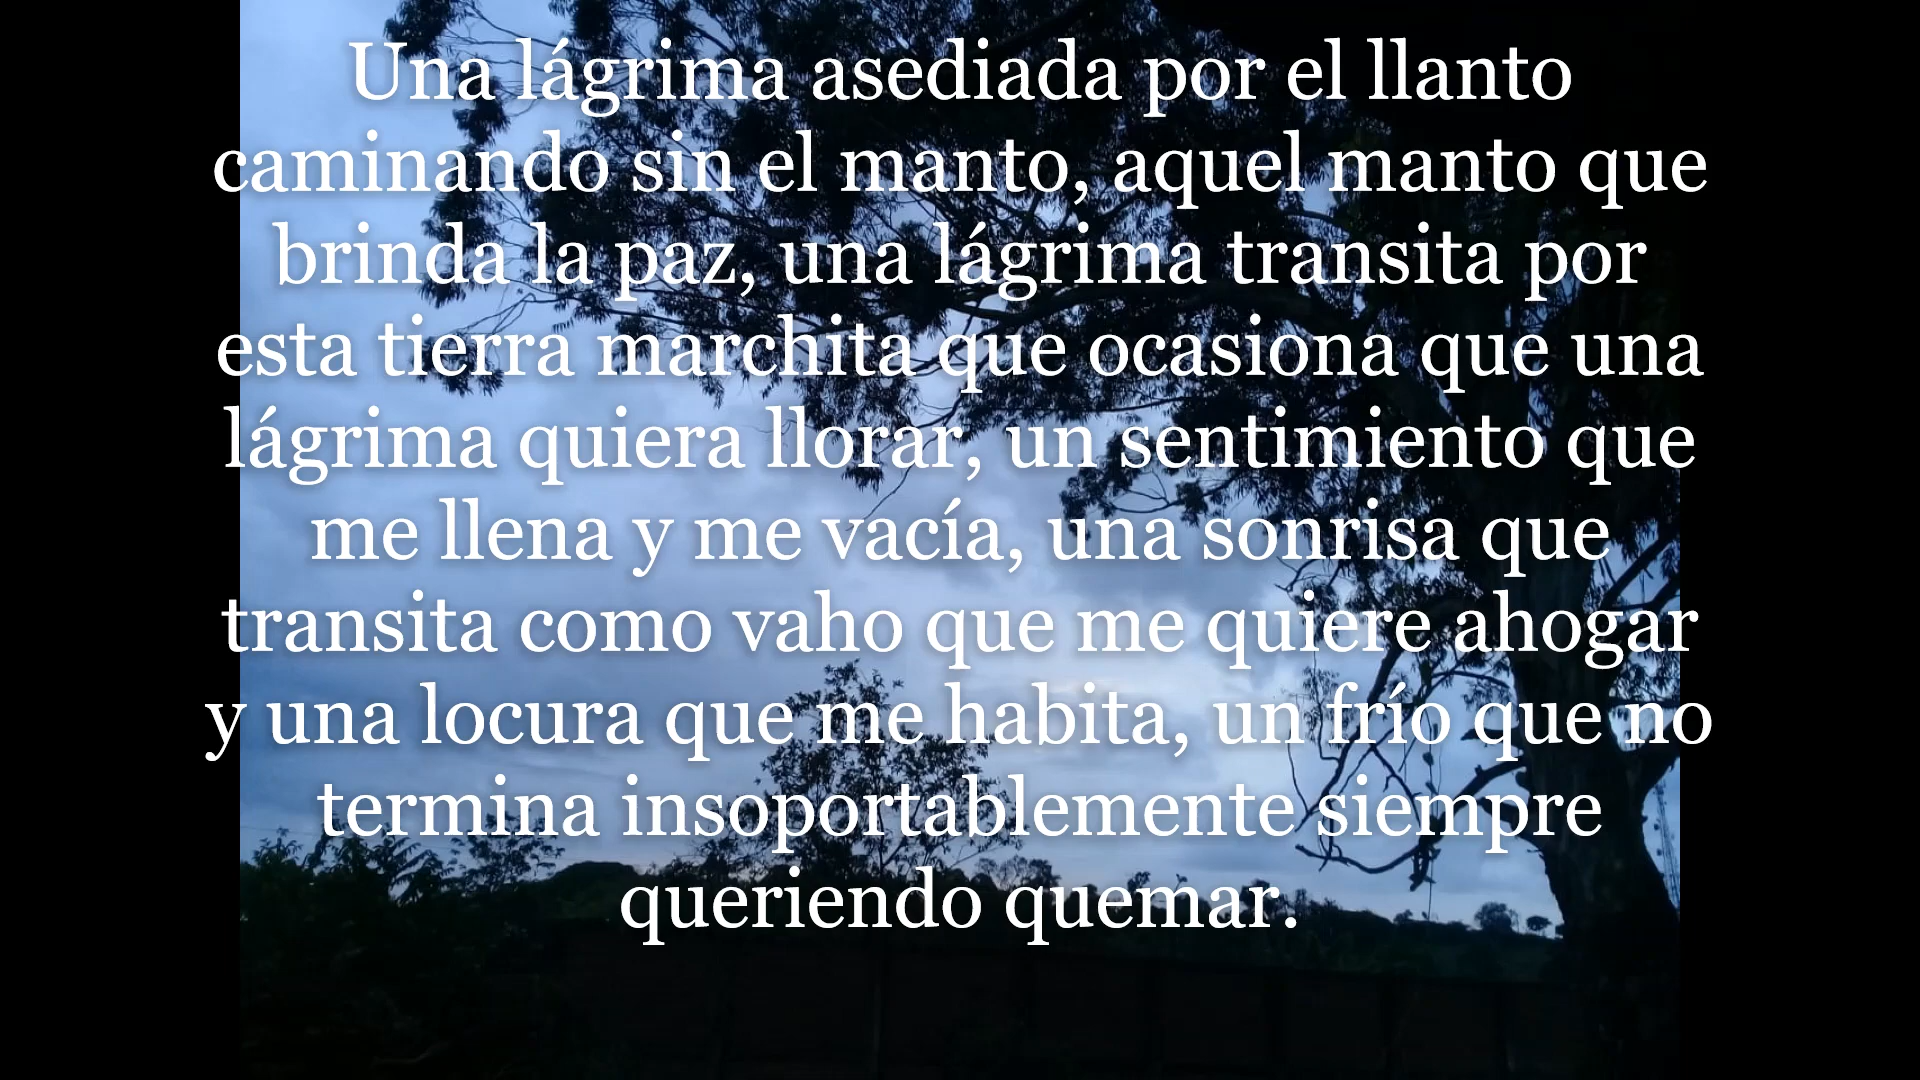 Una lágrima asediada por el llanto
caminando sin el manto, aquel manto que
brinda la paz, una lágrima transita por
esta tierra marchita que ocasiona que una
lágrima quiera llorar, un sentimiento que
me llena y me vacía, una sonrisa que
transita como vaho que me quiere ahogar
y una locura que me habita, un frío que no
termina insoportablemente siempre
queriendo quemar.